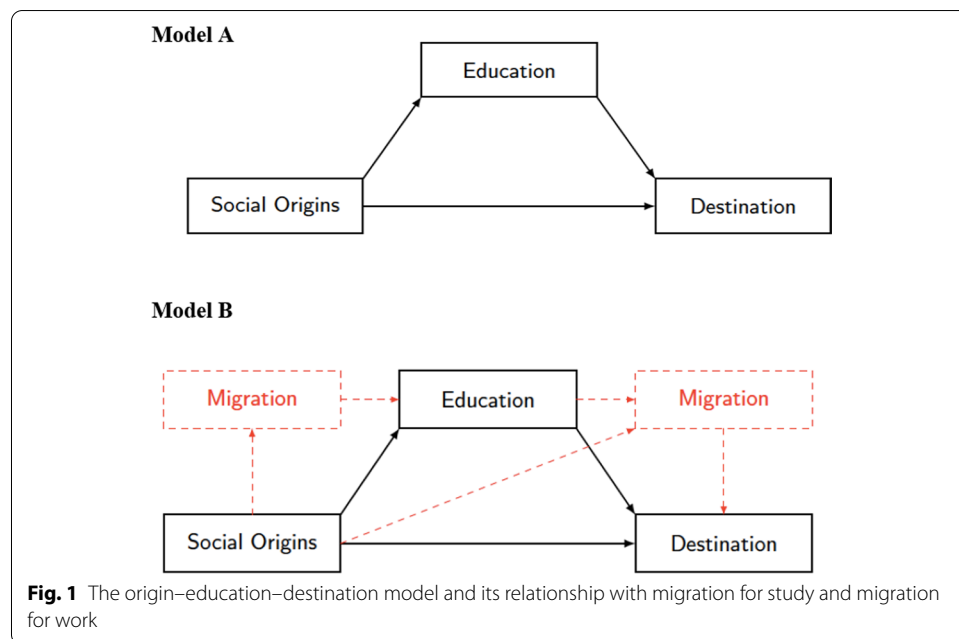 Model A
Education
Social Origins
Destination
Model B
Migration
Education
Migration
Social Origins
Destination
Fig. 1 The origin–education–destination model and its relationship with migration for study and migration
for work